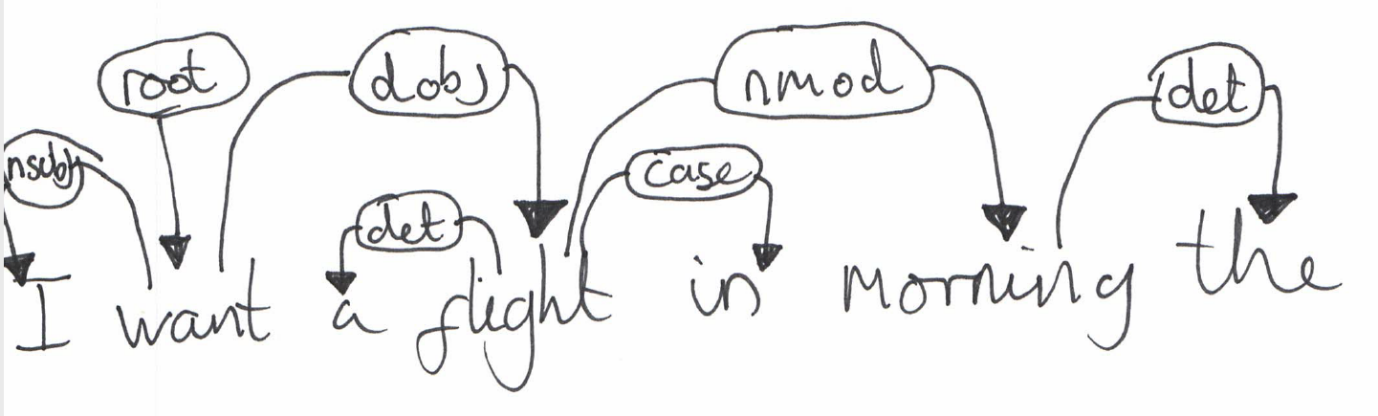 root dobj nmod det
nsubj case
det
I want a flight in morning the